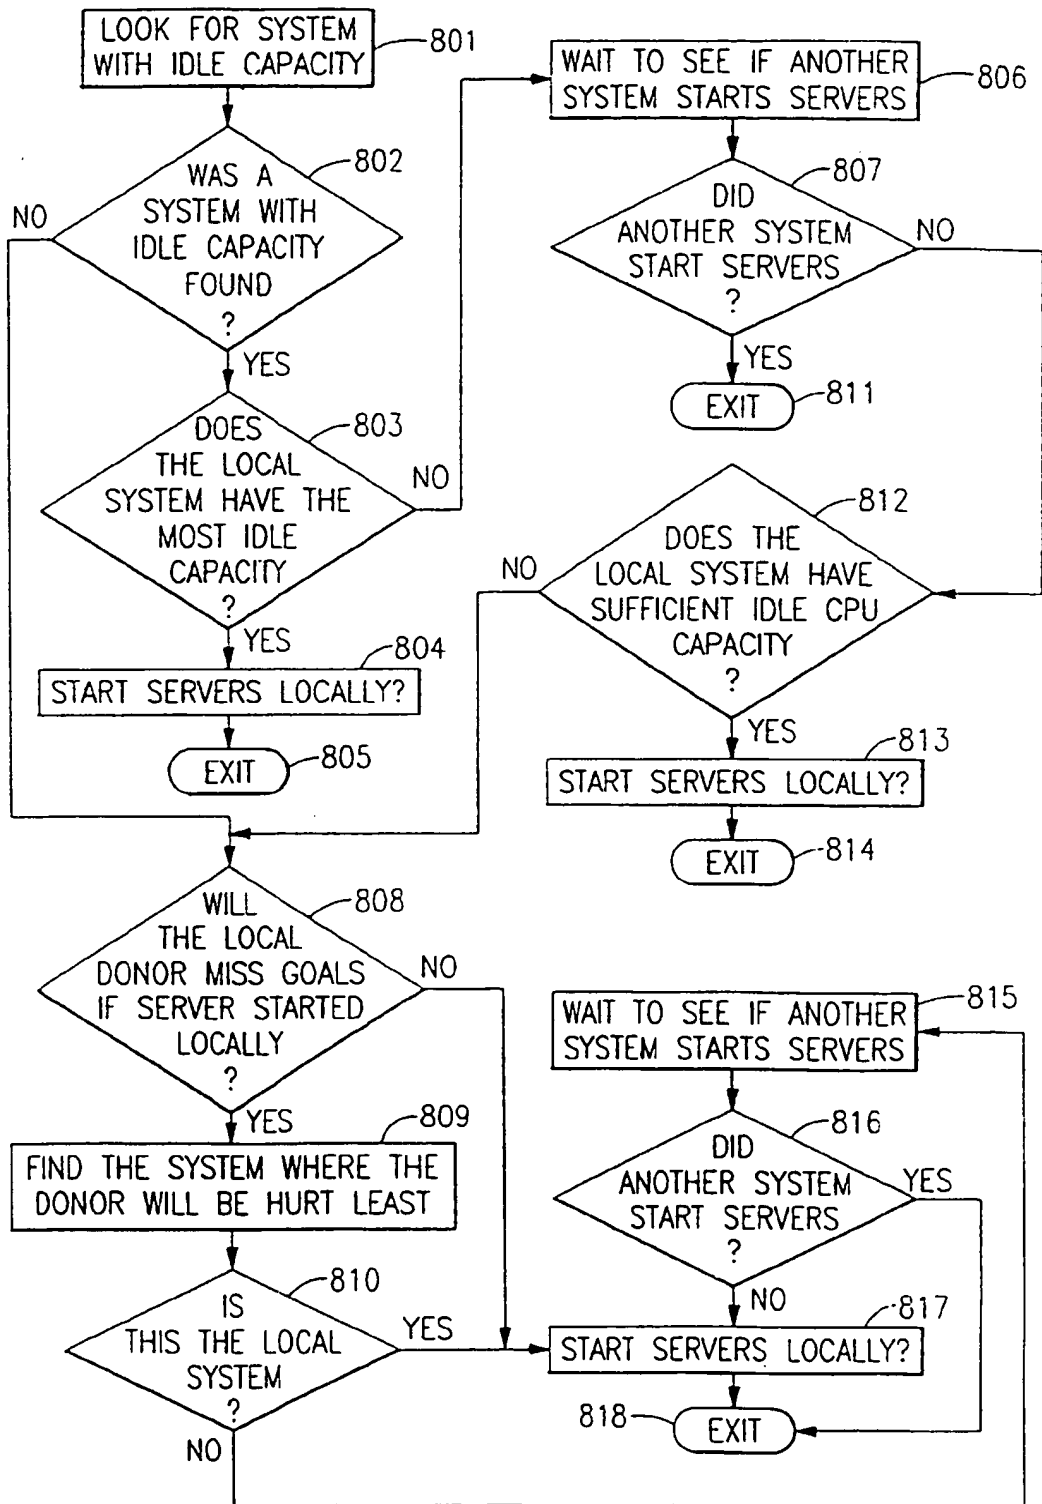 LOOK FOR SYSTEM
WITH IDLE CAPACITY
801
WAS A
SYSTEM WITH
IDLE CAPACITY
FOUND
?
802
NO
YES
DOES
THE LOCAL
SYSTEM HAVE THE
MOST IDLE
CAPACITY
?
803
NO
YES
START SERVERS LOCALLY?
804
EXIT
805
WAIT TO SEE IF ANOTHER
SYSTEM STARTS SERVERS
806
DID
ANOTHER SYSTEM
START SERVERS
?
807
NO
YES
EXIT
811
DOES THE
LOCAL SYSTEM HAVE
SUFFICIENT IDLE CPU
CAPACITY
?
812
NO
YES
START SERVERS LOCALLY?
813
EXIT
814
WILL
THE LOCAL
DONOR MISS GOALS
IF SERVER STARTED
LOCALLY
?
808
NO
YES
FIND THE SYSTEM WHERE THE
DONOR WILL BE HURT LEAST
809
IS
THIS THE LOCAL
SYSTEM
?
810
YES
NO
WAIT TO SEE IF ANOTHER
SYSTEM STARTS SERVERS
815
DID
ANOTHER SYSTEM
START SERVERS
?
816
YES
NO
START SERVERS LOCALLY?
817
EXIT
818